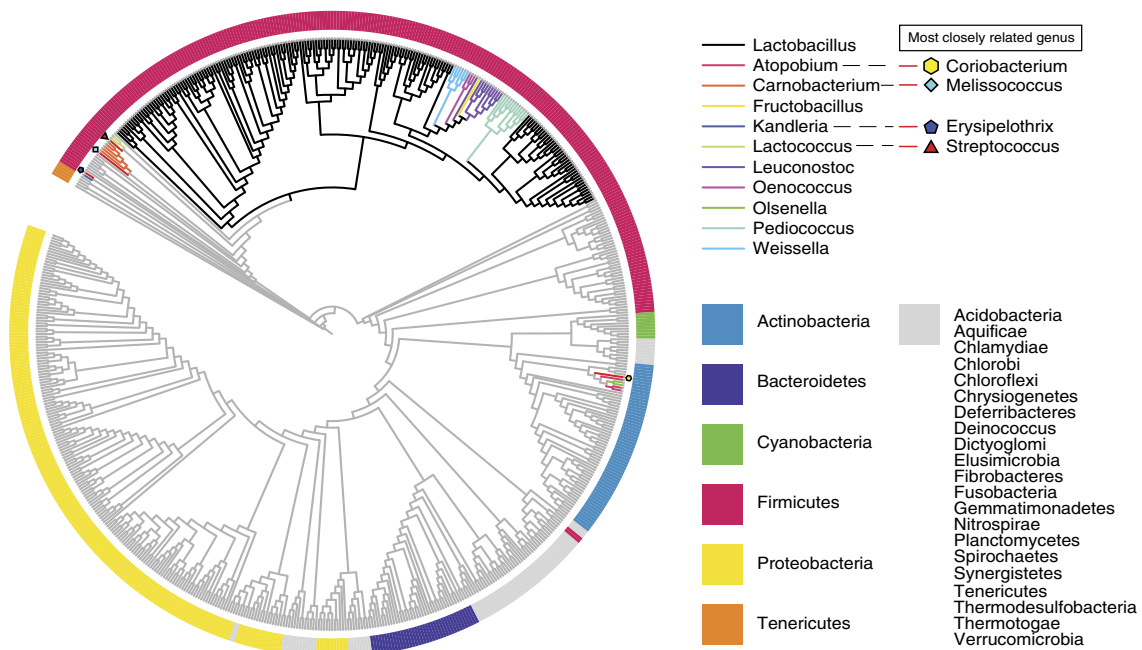 Most closely related genus
Lactobacillus
Atopobium
Coriobacterium
Carnobacterium
Melissococcus
Fructobacillus
Kandleria
Erysipelothrix
Lactococcus
Streptococcus
Leuconostoc
Oenococcus
Olsenella
Pediococcus
Weissella
Actinobacteria
Bacteroidetes
Cyanobacteria
Firmicutes
Proteobacteria
Tenericutes
Acidobacteria
Aquificae
Chlamydiae
Chlorobi
Chloroflexi
Chrysiogenetes
Deferribacteres
Deinococcus
Dictyoglomi
Elusimicrobia
Fibrobacteres
Fusobacteria
Gemmatimonadetes
Nitrospirae
Planctomycetes
Spirochaetes
Synergistetes
Tenericutes
Thermodesulfobacteria
Thermotogae
Verrucomicrobia